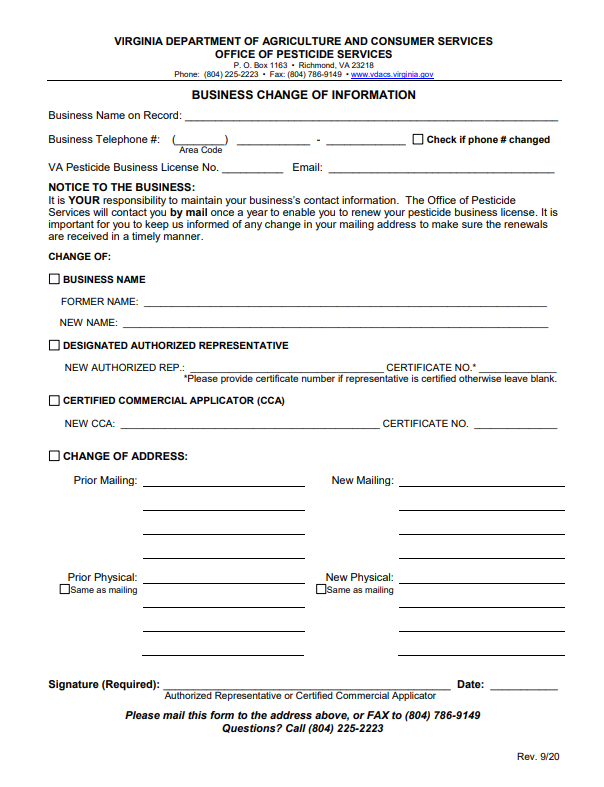 VIRGINIA DEPARTMENT OF AGRICULTURE AND CONSUMER SERVICES
OFFICE OF PESTICIDE SERVICES
P. O. Box 1163 • Richmond, VA 23218
Phone: (804) 225-2223 • Fax: (804) 786-9149 • www.vdacs.virginia.gov
BUSINESS CHANGE OF INFORMATION
Business Name on Record: ____________________
Business Telephone #: (________) ____________ - ____________ ☐ Check if phone # changed
Area Code
VA Pesticide Business License No. __________ Email: ____________________
NOTICE TO THE BUSINESS:
It is YOUR responsibility to maintain your business's contact information. The Office of Pesticide
Services will contact you by mail once a year to enable you to renew your pesticide business license. It is
important for you to keep us informed of any change in your mailing address to make sure the renewals
are received in a timely manner.
CHANGE OF:
☐ BUSINESS NAME
FORMER NAME: ____________________
NEW NAME: ____________________
☐ DESIGNATED AUTHORIZED REPRESENTATIVE
NEW AUTHORIZED REP.: ____________________ CERTIFICATE NO.* ____________
*Please provide certificate number if representative is certified otherwise leave blank.
☐ CERTIFIED COMMERCIAL APPLICATOR (CCA)
NEW CCA: ____________________ CERTIFICATE NO. ____________
☐ CHANGE OF ADDRESS:
Prior Mailing: ____________________ New Mailing: ____________________
Prior Physical: ____________________ New Physical: ____________________
☐ Same as mailing ☐ Same as mailing
Signature (Required): ____________________ Date: ____________
Authorized Representative or Certified Commercial Applicator
Please mail this form to the address above, or FAX to (804) 786-9149
Questions? Call (804) 225-2223
Rev. 9/20